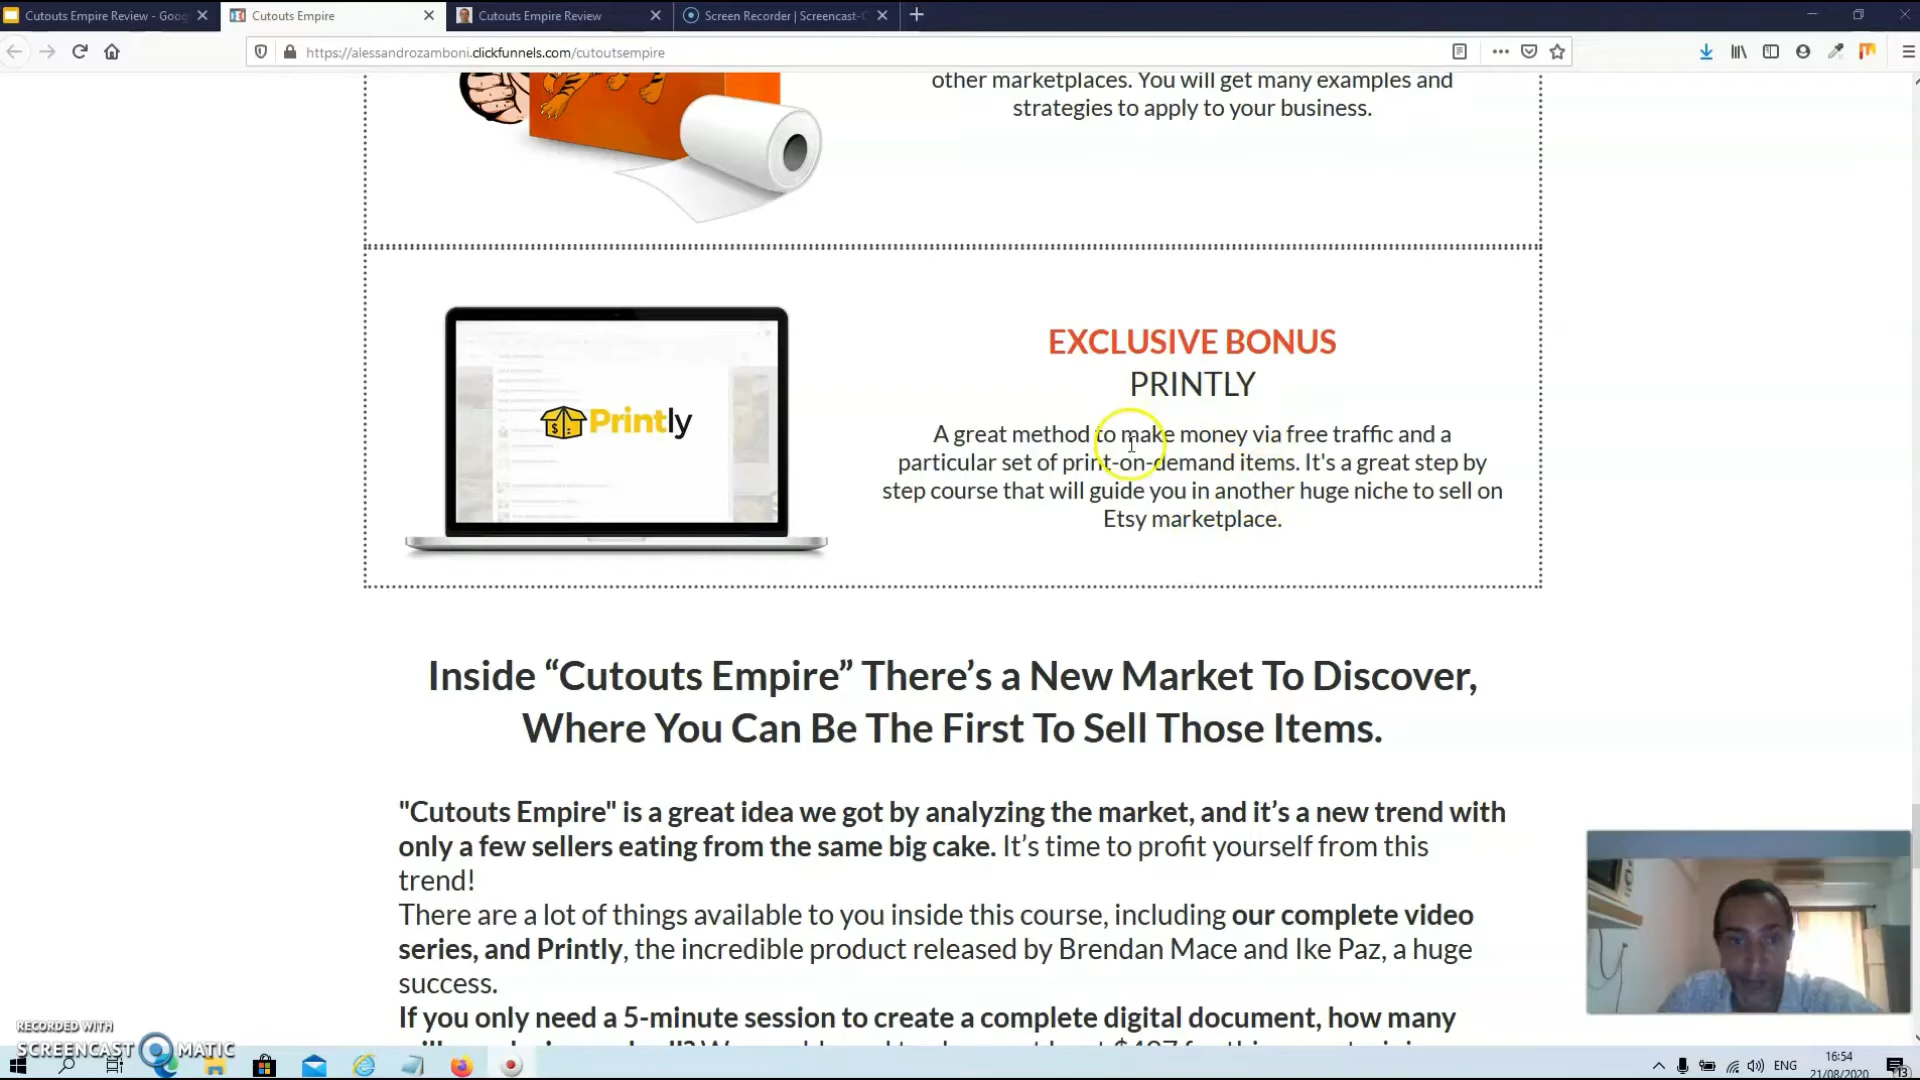 Cutouts Empire Review - Goog
Cutouts Empire
Cutouts Empire Review
Screen Recorder | Screencast-O
https://alessandrozamboni.clickfunnels.com/cutoutsempire
other marketplaces. You will get many examples and
strategies to apply to your business.
Printly
EXCLUSIVE BONUS
PRINTLY
A great method to make money via free traffic and a
particular set of print-on-demand items. It's a great step by
step course that will guide you in another huge niche to sell on
Etsy marketplace.
Inside “Cutouts Empire” There’s a New Market To Discover,
Where You Can Be The First To Sell Those Items.
"Cutouts Empire" is a great idea we got by analyzing the market, and it’s a new trend with
only a few sellers eating from the same big cake. It’s time to profit yourself from this
trend!
There are a lot of things available to you inside this course, including our complete video
series, and Printly, the incredible product released by Brendan Mace and Ike Paz, a huge
success.
If you only need a 5-minute session to create a complete digital document, how many
RECORDED WITH
SCREENCAST MATIC
ENG
16:54
21/08/2020
13